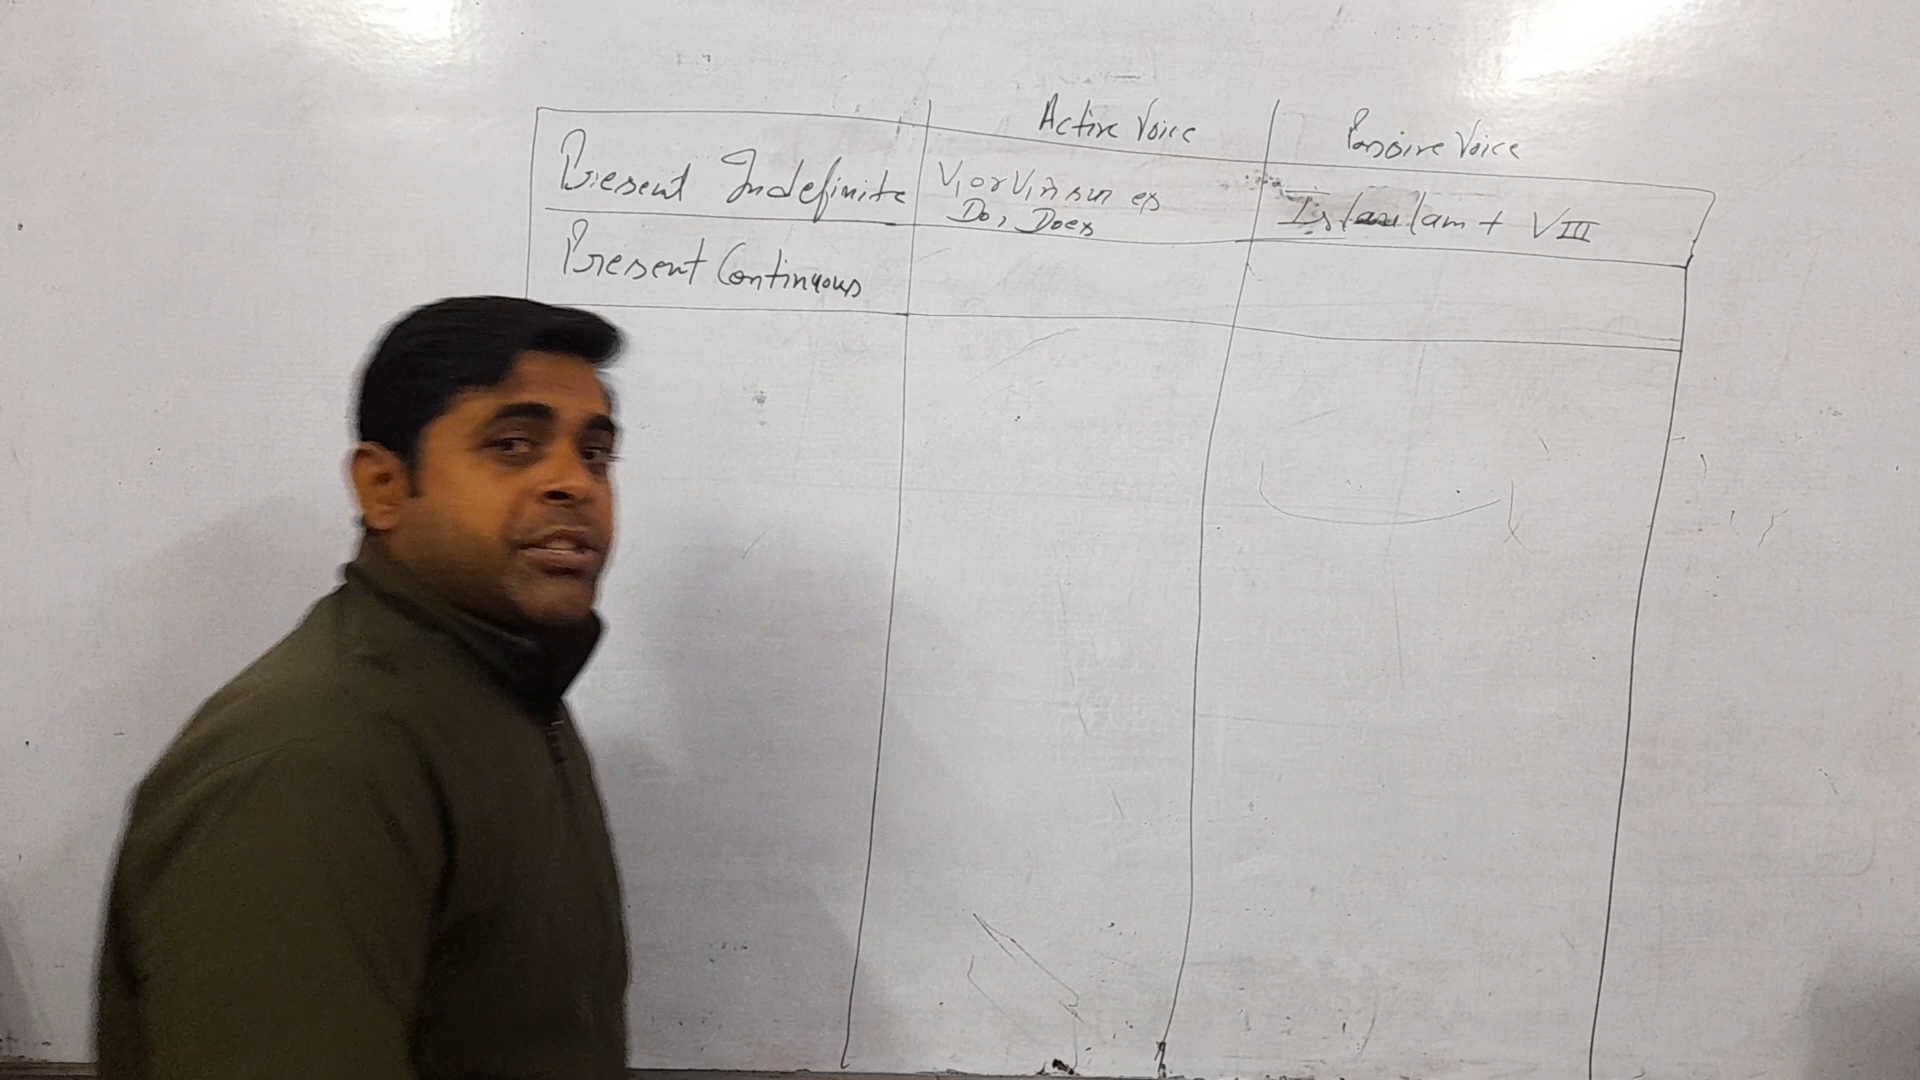 Active Voice
Passive Voice
Present Indefinite
V1 or V1 n s or es
Do, Does
Is/are/am + VIII
Present Continuous